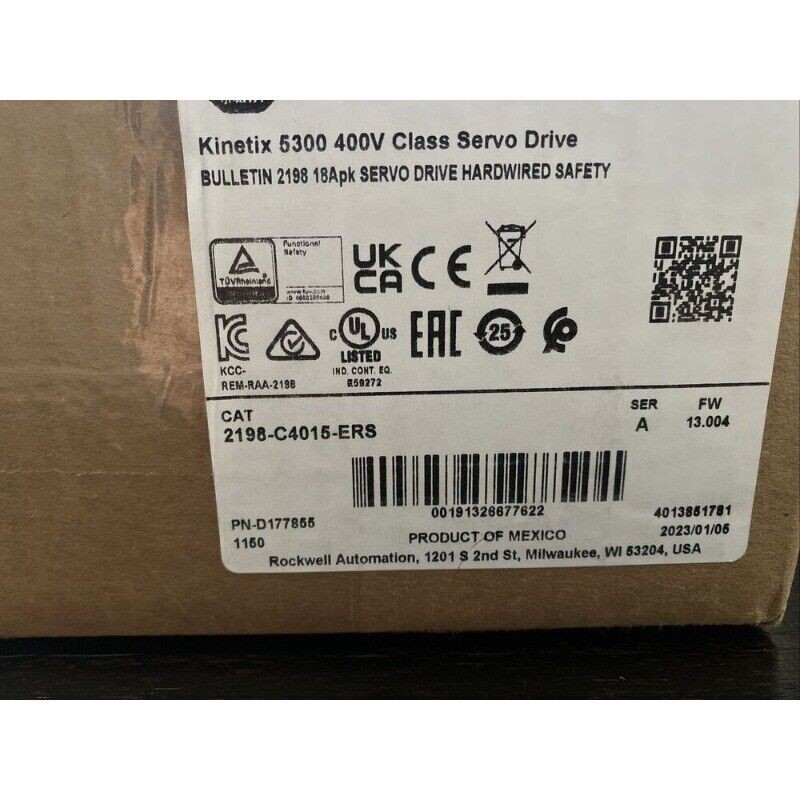 Kinetix 5300 400V Class Servo Drive
BULLETIN 2198 18Apk SERVO DRIVE HARDWIRED SAFETY
Functional
Safety
TÜVRheinland
UK
CA
CE
C UL US
LISTED
IND. CONT. EQ.
E59272
EAC
25
KCC-
REM-RAA-2198
CAT
2198-C4015-ERS
SER
A
FW
13.004
00191326677622
PN-D177855
1150
4013851781
2023/01/05
PRODUCT OF MEXICO
Rockwell Automation, 1201 S 2nd St, Milwaukee, WI 53204, USA